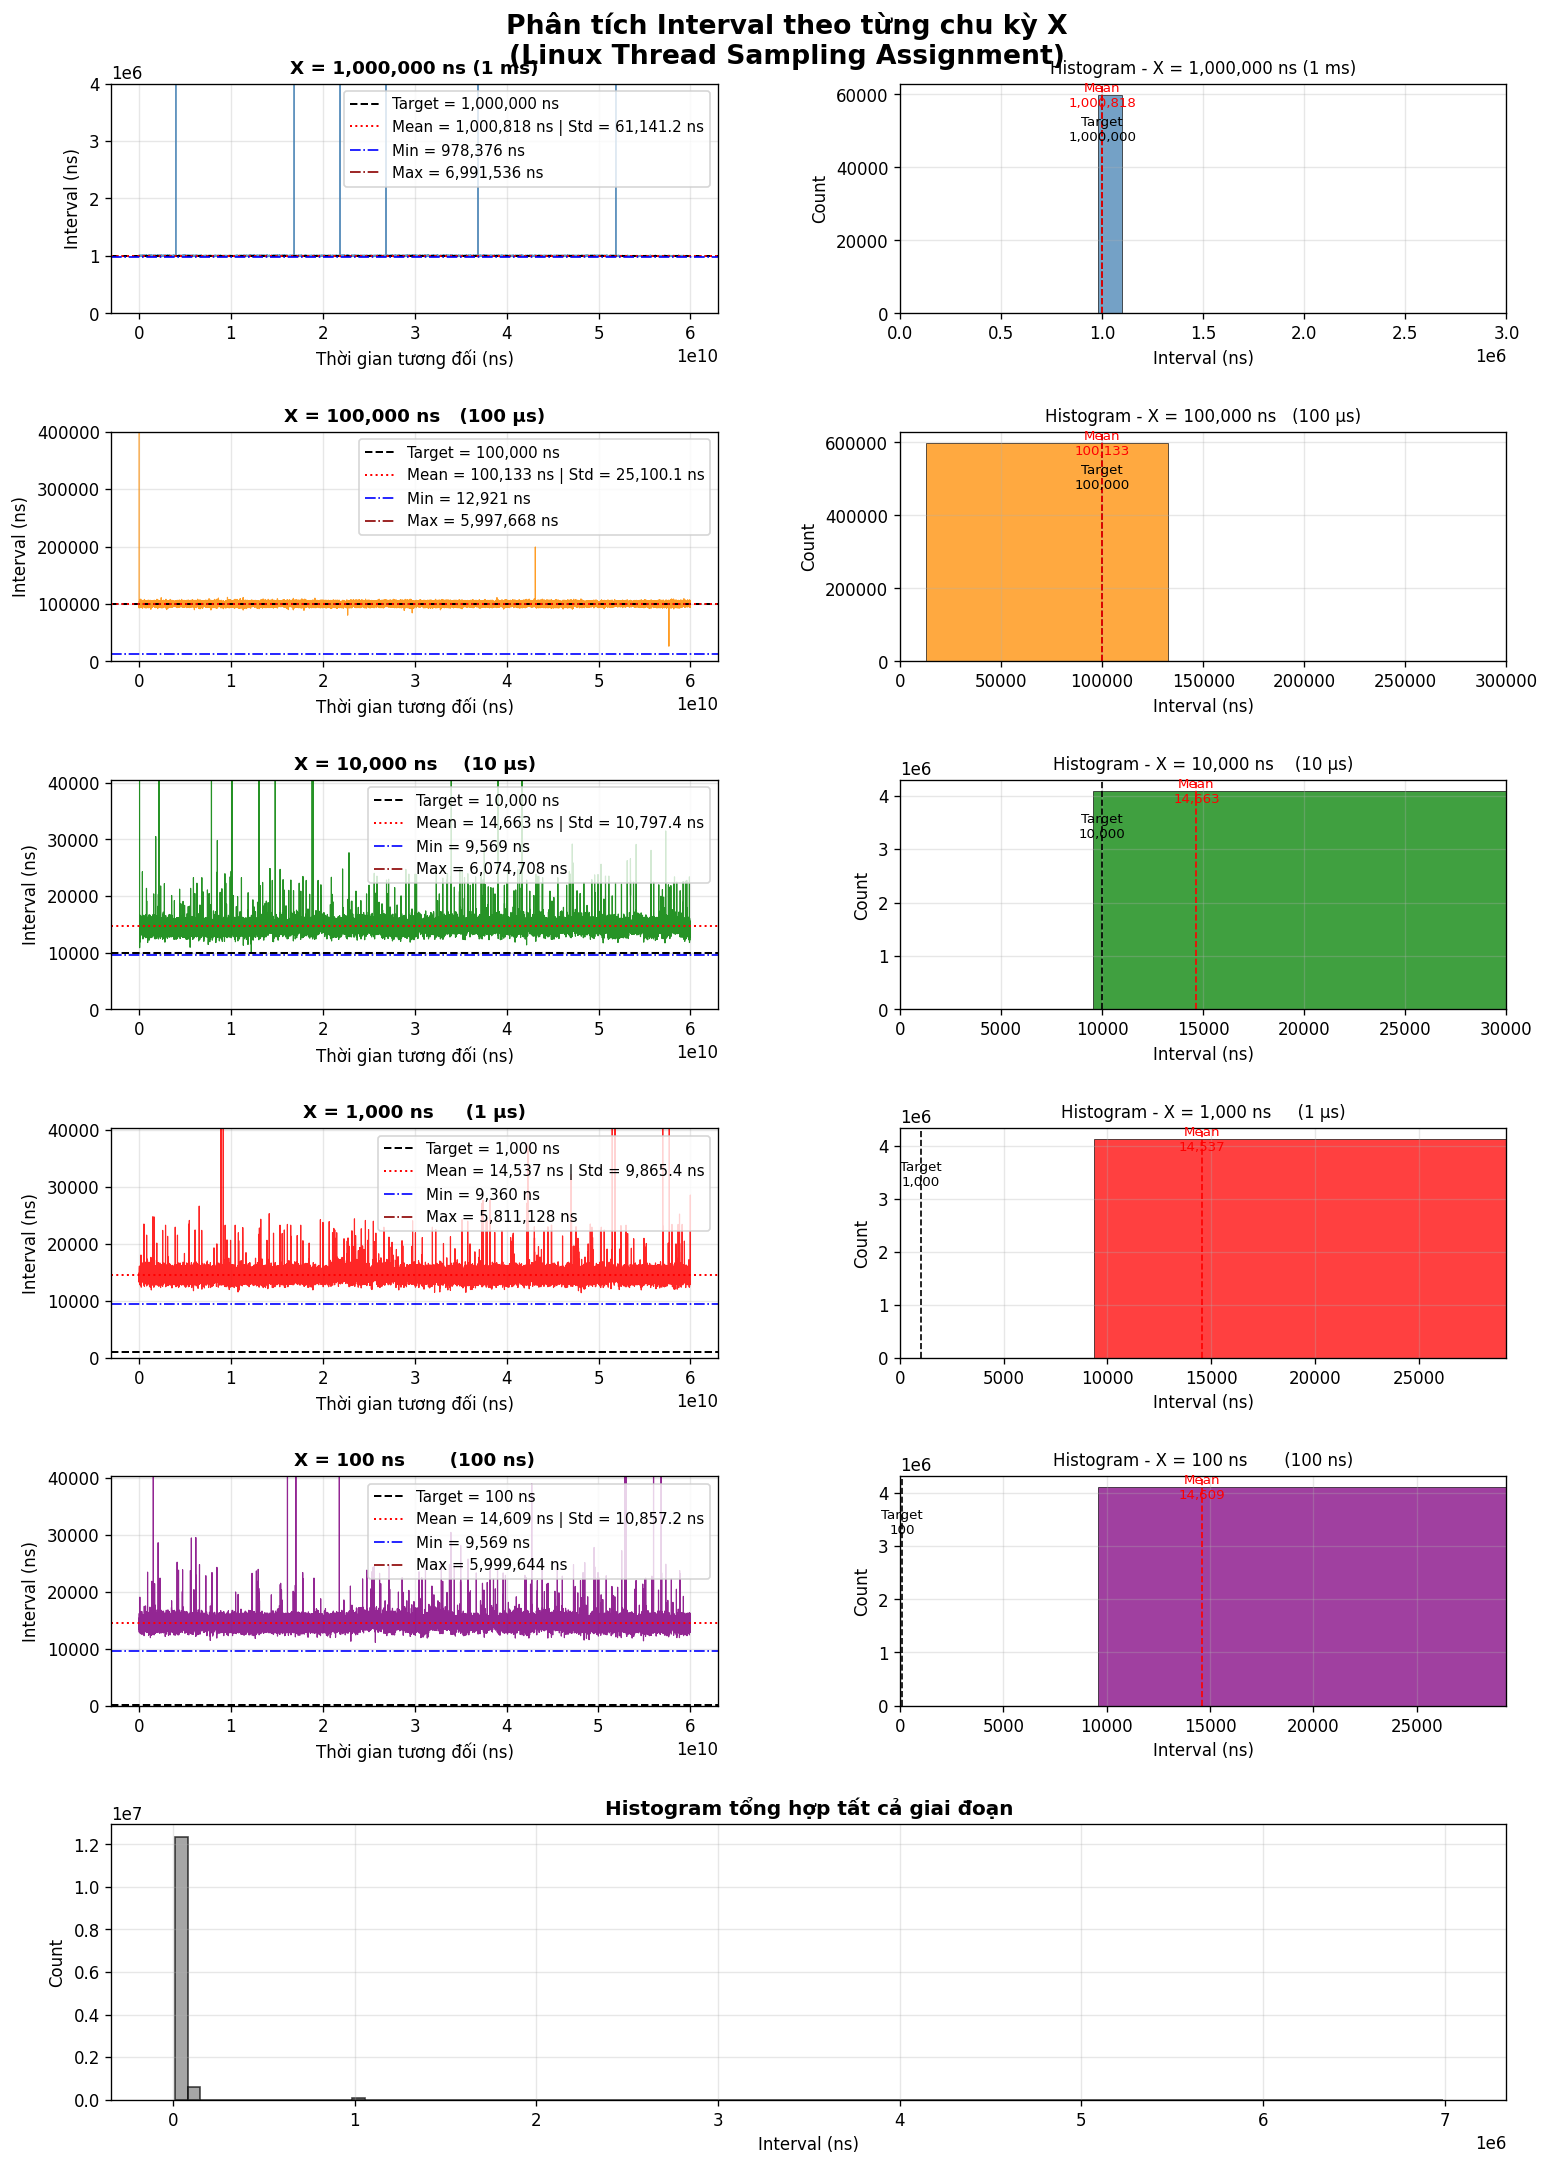 Phân tích Interval theo từng chu kỳ X
(Linux Thread Sampling Assignment)
X = 1,000,000 ns (1 ms)
1e6
Interval (ns)
4
3
2
1
0
Target = 1,000,000 ns
Mean = 1,000,818 ns | Std = 61,141.2 ns
Min = 978,376 ns
Max = 6,991,536 ns
0 1 2 3 4 5 6
1e10
Thời gian tương đối (ns)
Histogram - X = 1,000,000 ns (1 ms)
Count
60000
40000
20000
0
Mean
1,000,818
Target
1,000,000
0.0 0.5 1.0 1.5 2.0 2.5 3.0
1e6
Interval (ns)
X = 100,000 ns (100 µs)
Interval (ns)
400000
300000
200000
100000
0
Target = 100,000 ns
Mean = 100,133 ns | Std = 25,100.1 ns
Min = 12,921 ns
Max = 5,997,668 ns
0 1 2 3 4 5 6
1e10
Thời gian tương đối (ns)
Histogram - X = 100,000 ns (100 µs)
Count
600000
400000
200000
0
Mean
100,133
Target
100,000
0 50000 100000 150000 200000 250000 300000
Interval (ns)
X = 10,000 ns (10 µs)
Interval (ns)
40000
30000
20000
10000
0
Target = 10,000 ns
Mean = 14,663 ns | Std = 10,797.4 ns
Min = 9,569 ns
Max = 6,074,708 ns
0 1 2 3 4 5 6
1e10
Thời gian tương đối (ns)
Histogram - X = 10,000 ns (10 µs)
1e6
Count
4
3
2
1
0
Mean
14,663
Target
10,000
0 5000 10000 15000 20000 25000 30000
Interval (ns)
X = 1,000 ns (1 µs)
Interval (ns)
40000
30000
20000
10000
0
Target = 1,000 ns
Mean = 14,537 ns | Std = 9,865.4 ns
Min = 9,360 ns
Max = 5,811,128 ns
0 1 2 3 4 5 6
1e10
Thời gian tương đối (ns)
Histogram - X = 1,000 ns (1 µs)
1e6
Count
4
3
2
1
0
Mean
14,537
Target
1,000
0 5000 10000 15000 20000 25000
Interval (ns)
X = 100 ns (100 ns)
Interval (ns)
40000
30000
20000
10000
0
Target = 100 ns
Mean = 14,609 ns | Std = 10,857.2 ns
Min = 9,569 ns
Max = 5,999,644 ns
0 1 2 3 4 5 6
1e10
Thời gian tương đối (ns)
Histogram - X = 100 ns (100 ns)
1e6
Count
4
3
2
1
0
Mean
14,609
Target
100
0 5000 10000 15000 20000 25000
Interval (ns)
Histogram tổng hợp tất cả giai đoạn
1e7
Count
1.2
1.0
0.8
0.6
0.4
0.2
0.0
0 1 2 3 4 5 6 7
1e6
Interval (ns)